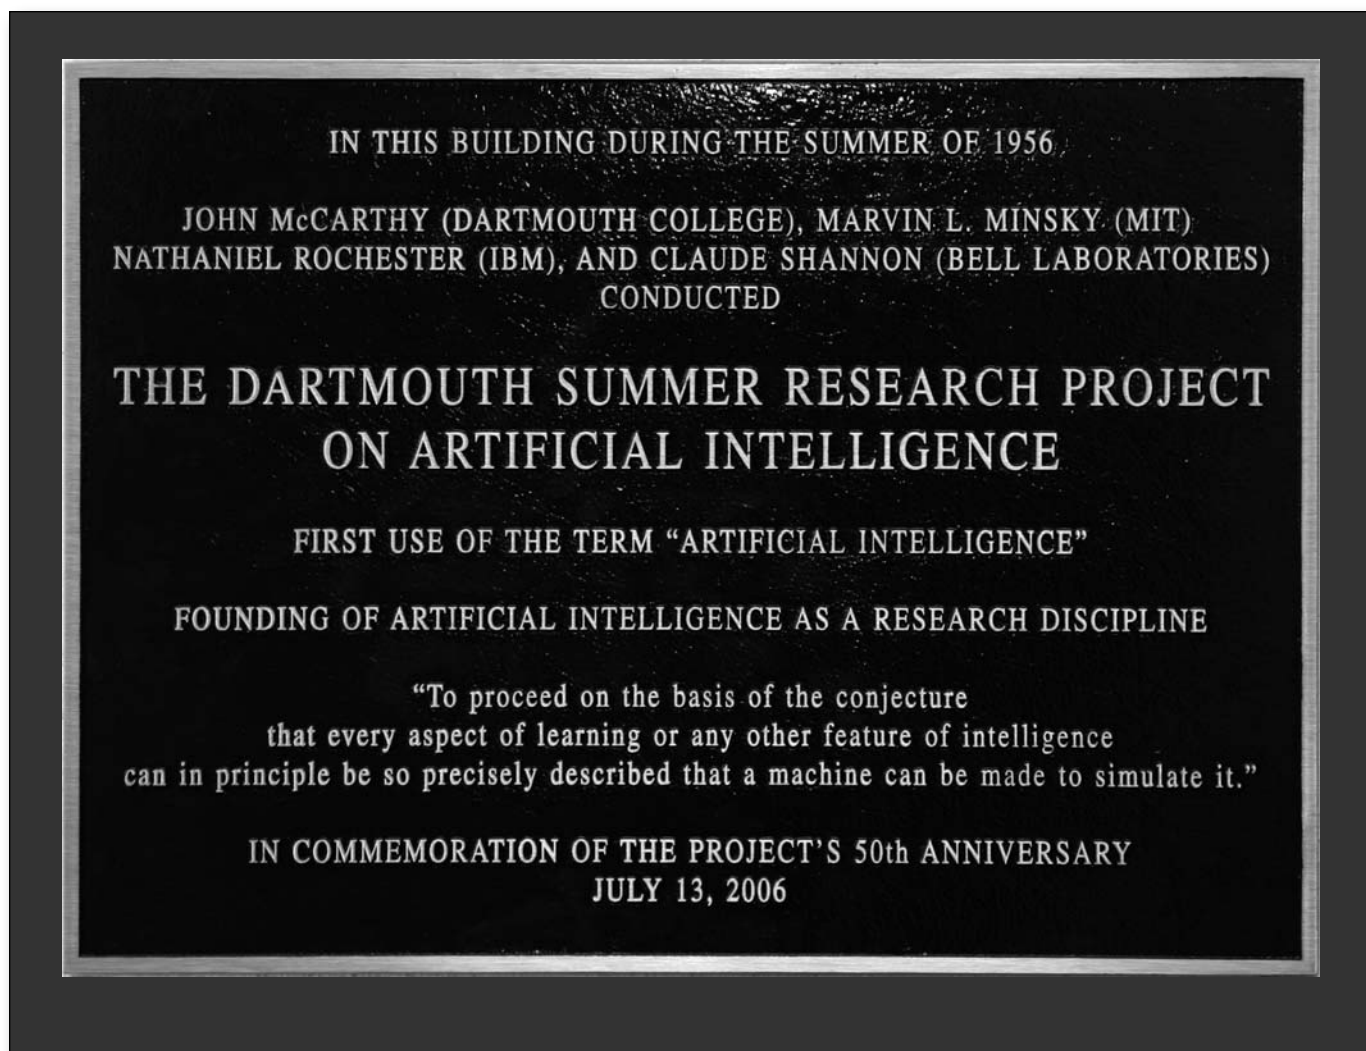 IN THIS BUILDING DURING THE SUMMER OF 1956
JOHN McCARTHY (DARTMOUTH COLLEGE), MARVIN L. MINSKY (MIT)
NATHANIEL ROCHESTER (IBM), AND CLAUDE SHANNON (BELL LABORATORIES)
CONDUCTED
THE DARTMOUTH SUMMER RESEARCH PROJECT
ON ARTIFICIAL INTELLIGENCE
FIRST USE OF THE TERM “ARTIFICIAL INTELLIGENCE”
FOUNDING OF ARTIFICIAL INTELLIGENCE AS A RESEARCH DISCIPLINE
“To proceed on the basis of the conjecture
that every aspect of learning or any other feature of intelligence
can in principle be so precisely described that a machine can be made to simulate it.”
IN COMMEMORATION OF THE PROJECT’S 50th ANNIVERSARY
JULY 13, 2006